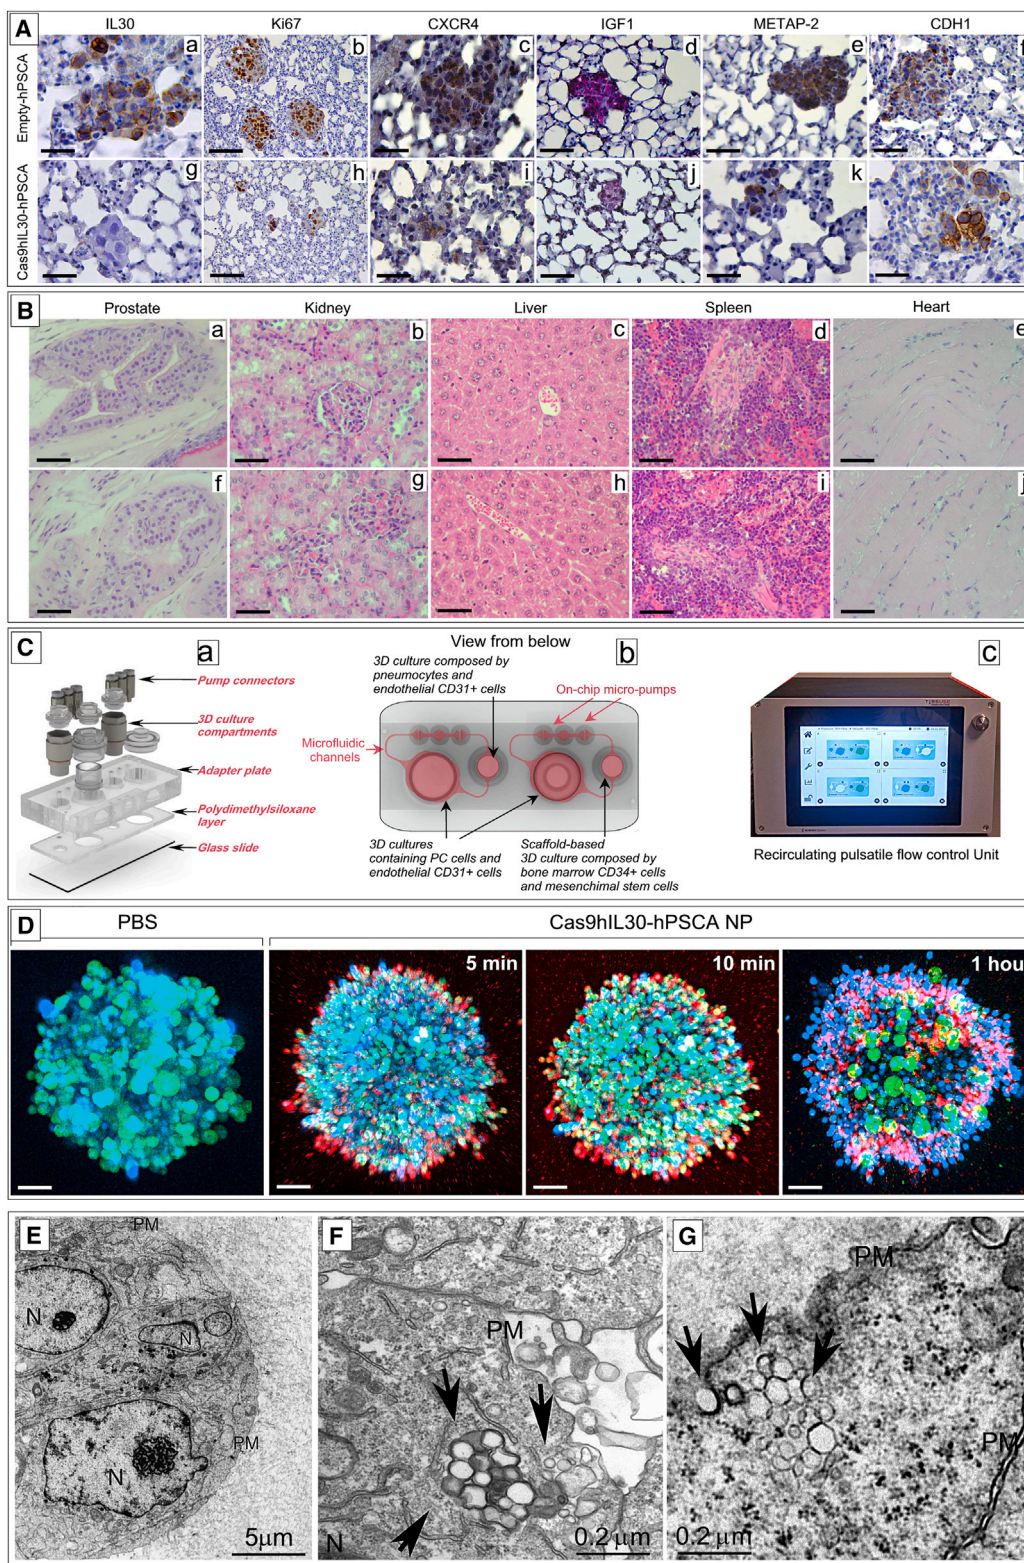 A
IL30
Ki67
CXCR4
IGF1
METAP-2
CDH1
Empty-hPSCA
a
b
c
d
e
f
Cas9hIL30-hPSCA
g
h
i
j
k
l
B
Prostate
Kidney
Liver
Spleen
Heart
a
b
c
d
e
f
g
h
i
j
C
a
Pump connectors
3D culture
compartments
Adapter plate
Polydimethylsiloxane
layer
Glass slide
View from below
b
3D culture composed by
pneumocytes and
endothelial CD31+ cells
On-chip micro-pumps
Microfluidic
channels
3D cultures
containing PC cells and
endothelial CD31+ cells
Scaffold-based
3D culture composed by
bone marrow CD34+ cells
and mesenchimal stem cells
c
Recirculating pulsatile flow control Unit
D
PBS
Cas9hIL30-hPSCA NP
5 min
10 min
1 hou
E
PM
N
N
PM
N
5μm
F
PM
N
0.2 μm
G
PM
PM
0.2 μm